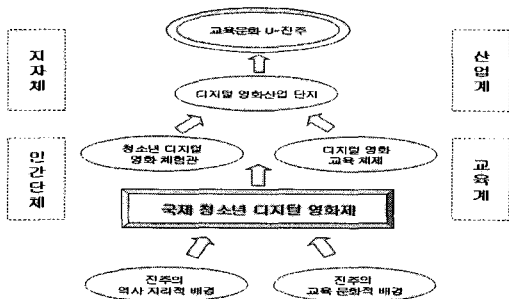 교육문화 U-진주
지자체
산업계
디지털 영화산업 단지
청소년 디지털
영화 체험관
디지털 영화
교육 체제
민간단체
교육계
국제 청소년 디지털 영화제
진주의
역사 지리적 배경
진주의
교육 문화적 배경